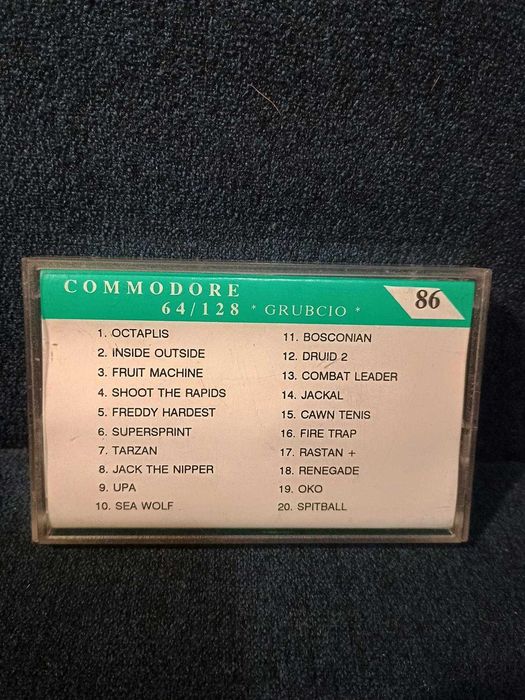 COMMODORE
64/128 * GRUBCIO *
86
1. OCTAPLIS
2. INSIDE OUTSIDE
3. FRUIT MACHINE
4. SHOOT THE RAPIDS
5. FREDDY HARDEST
6. SUPERSPRINT
7. TARZAN
8. JACK THE NIPPER
9. UPA
10. SEA WOLF
11. BOSCONIAN
12. DRUID 2
13. COMBAT LEADER
14. JACKAL
15. CAWN TENIS
16. FIRE TRAP
17. RASTAN +
18. RENEGADE
19. OKO
20. SPITBALL